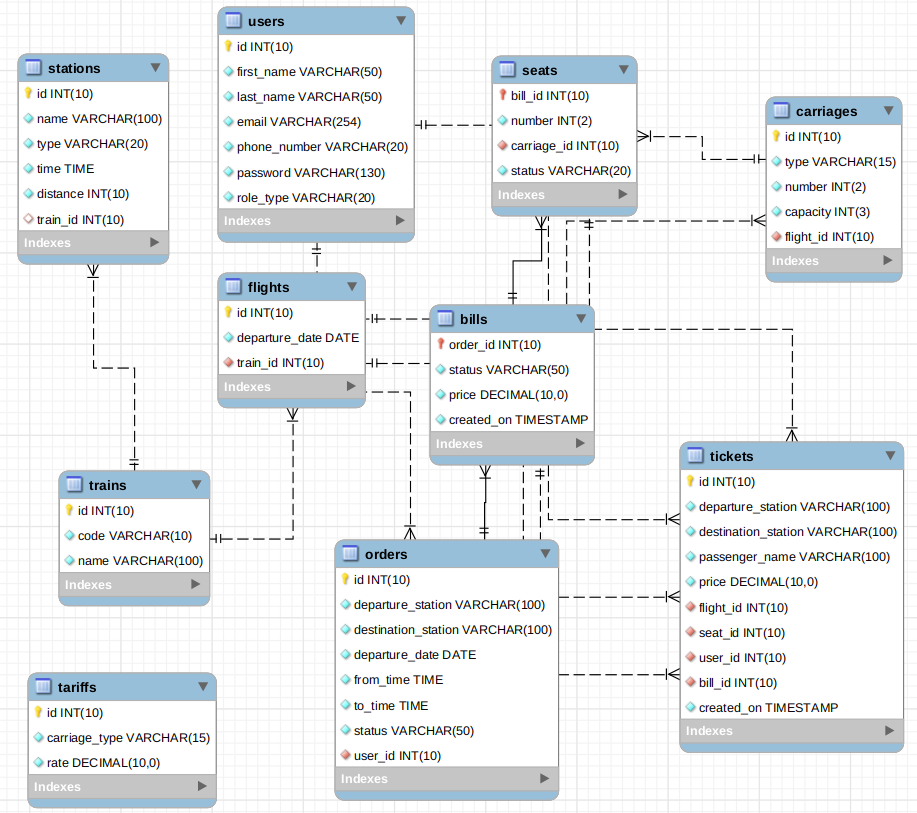 users
id INT(10)
first_name VARCHAR(50)
last_name VARCHAR(50)
email VARCHAR(254)
phone_number VARCHAR(20)
password VARCHAR(130)
role_type VARCHAR(20)
Indexes
stations
id INT(10)
name VARCHAR(100)
type VARCHAR(20)
time TIME
distance INT(10)
train_id INT(10)
Indexes
seats
bill_id INT(10)
number INT(2)
carriage_id INT(10)
status VARCHAR(20)
Indexes
carriages
id INT(10)
type VARCHAR(15)
number INT(2)
capacity INT(3)
flight_id INT(10)
Indexes
flights
id INT(10)
departure_date DATE
train_id INT(10)
Indexes
bills
order_id INT(10)
status VARCHAR(50)
price DECIMAL(10,0)
created_on TIMESTAMP
Indexes
trains
id INT(10)
code VARCHAR(10)
name VARCHAR(100)
Indexes
tickets
id INT(10)
departure_station VARCHAR(100)
destination_station VARCHAR(100)
passenger_name VARCHAR(100)
price DECIMAL(10,0)
flight_id INT(10)
seat_id INT(10)
user_id INT(10)
bill_id INT(10)
created_on TIMESTAMP
Indexes
orders
id INT(10)
departure_station VARCHAR(100)
destination_station VARCHAR(100)
departure_date DATE
from_time TIME
to_time TIME
status VARCHAR(50)
user_id INT(10)
Indexes
tariffs
id INT(10)
carriage_type VARCHAR(15)
rate DECIMAL(10,0)
Indexes